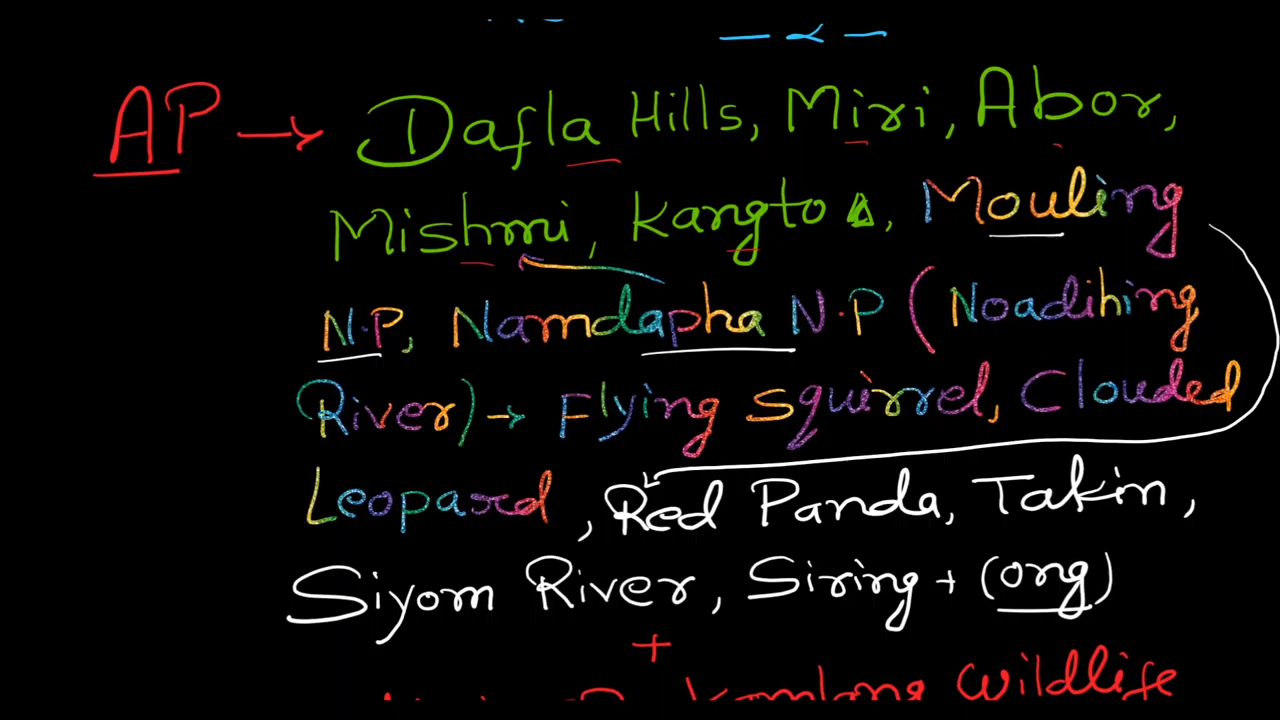 — α —
AP → Dafla Hills, Miri, Abor,
Mishmi, Kangto Δ, Mouling
N.P, Namdapha N.P (Noadihing
River) → Flying Squirrel, Clouded
Leopard, Red Panda, Takin,
Siyom River, Siring + (ong)
+
Kamlang Wildlife